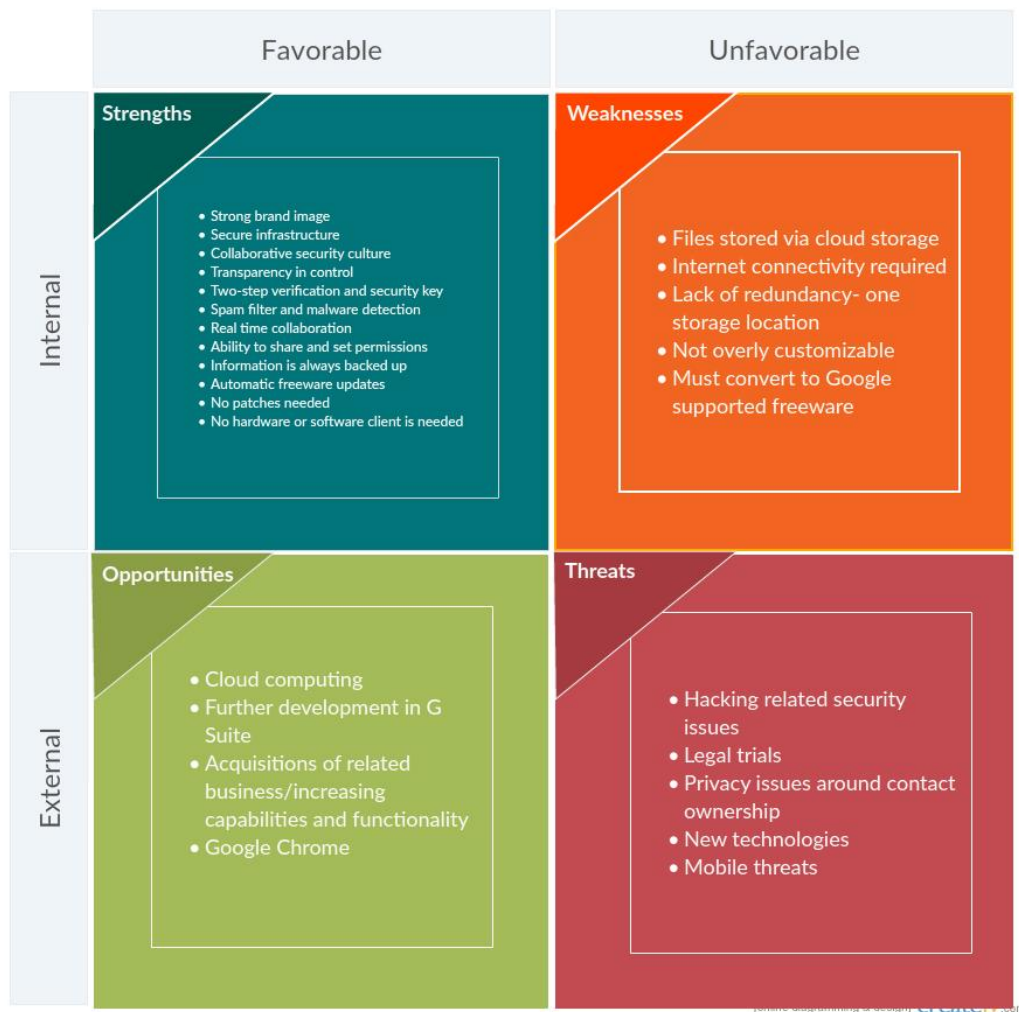 Favorable
Unfavorable
Internal
Strengths
• Strong brand image
• Secure infrastructure
• Collaborative security culture
• Transparency in control
• Two-step verification and security key
• Spam filter and malware detection
• Real time collaboration
• Ability to share and set permissions
• Information is always backed up
• Automatic freeware updates
• No patches needed
• No hardware or software client is needed
Weaknesses
• Files stored via cloud storage
• Internet connectivity required
• Lack of redundancy- one
storage location
• Not overly customizable
• Must convert to Google
supported freeware
External
Opportunities
• Cloud computing
• Further development in G
Suite
• Acquisitions of related
business/increasing
capabilities and functionality
• Google Chrome
Threats
• Hacking related security
issues
• Legal trials
• Privacy issues around contact
ownership
• New technologies
• Mobile threats